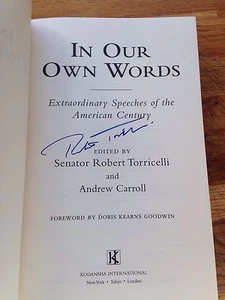 IN OUR
OWN WORDS
Extraordinary Speeches of the
American Century
EDITED BY
Senator Robert Torricelli
and
Andrew Carroll
FOREWORD BY DORIS KEARNS GOODWIN
K
KODANSHA INTERNATIONAL
New York • Tokyo • London